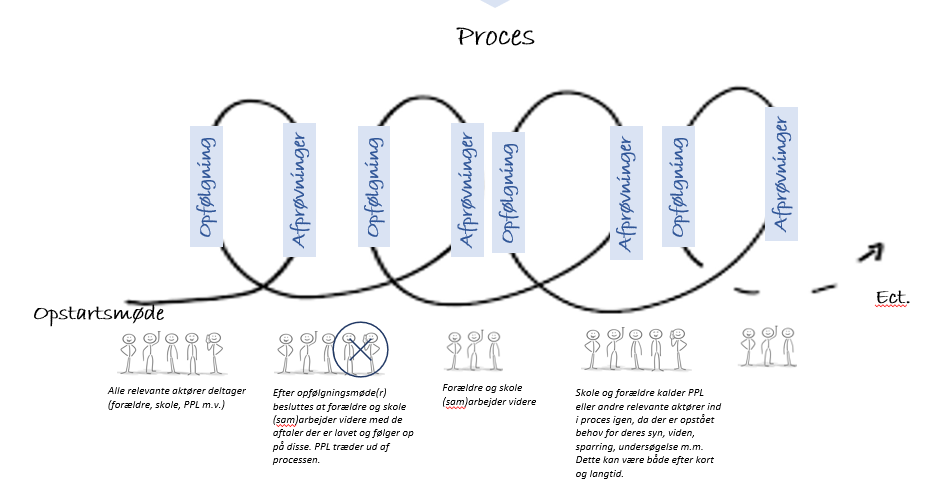 Proces
Opfølgning
Afprøvninger
Opfølgning
Afprøvninger
Opfølgning
Afprøvninger
Opfølgning
Afprøvninger
Opstartsmøde
Ect.
Alle relevante aktører deltager
(forældre, skole, PPL m.v.)
Efter opfølgningsmøde(r)
besluttes at forældre og skole
(sam)arbejder videre med de
aftaler der er lavet og følger op
på disse. PPL træder ud af
processen.
Forældre og skole
(sam)arbejder videre
Skole og forældre kalder PPL
eller andre relevante aktører ind
i proces igen, da der er opstået
behov for deres syn, viden,
sparring, undersøgelse m.m.
Dette kan være både efter kort
og langtid.